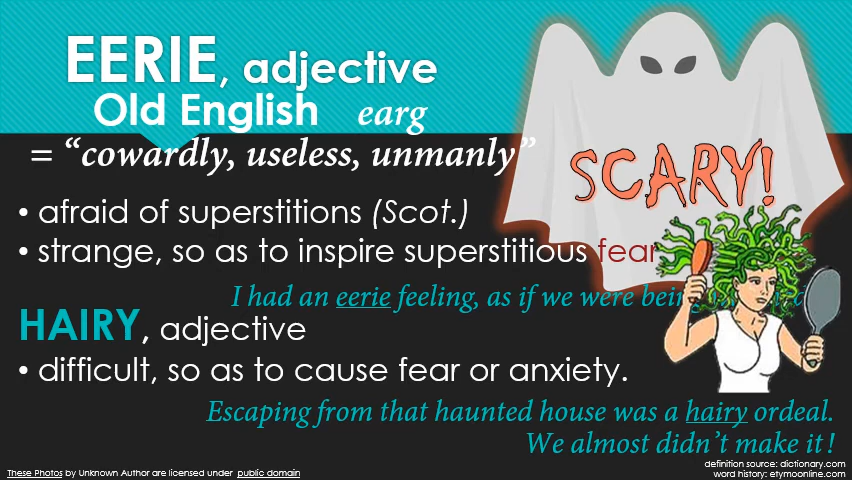 EERIE, adjective
Old English earg
= “cowardly, useless, unmanly”
SCARY!
• afraid of superstitions (Scot.)
• strange, so as to inspire superstitious fear
I had an eerie feeling, as if we were being
HAIRY, adjective
• difficult, so as to cause fear or anxiety.
Escaping from that haunted house was a hairy ordeal.
We almost didn’t make it!
These Photos by Unknown Author are licensed under public domain
definition source: dictionary.com
word history: etymonline.com